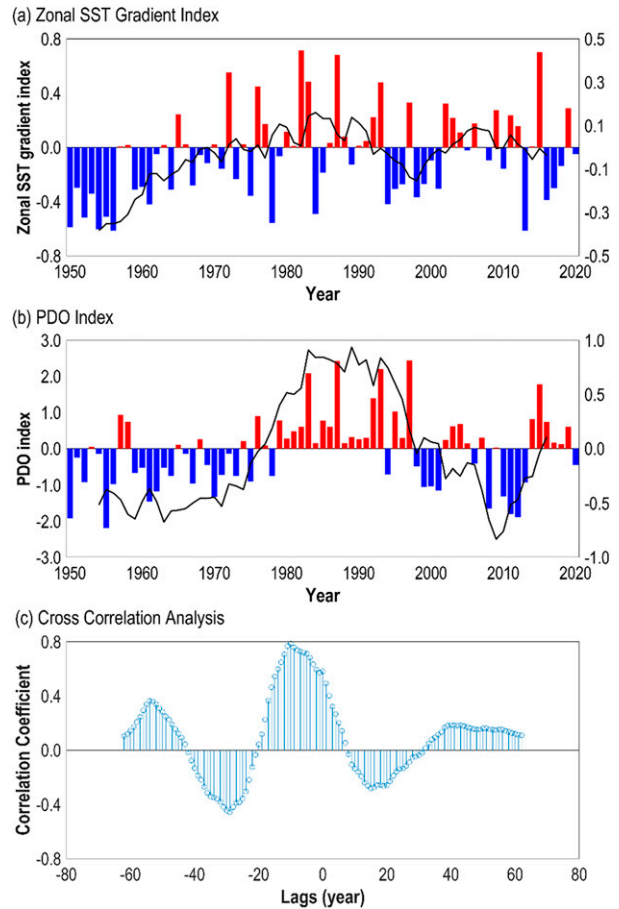 (a) Zonal SST Gradient Index
Zonal SST gradient index
0.8
0.4
0.0
-0.4
-0.8
0.5
0.3
0.1
-0.1
-0.3
-0.5
1950 1960 1970 1980 1990 2000 2010 2020
Year
(b) PDO Index
PDO index
3.0
2.0
1.0
0.0
-1.0
-2.0
-3.0
1.0
0.5
0.0
-0.5
-1.0
1950 1960 1970 1980 1990 2000 2010 2020
Year
(c) Cross Correlation Analysis
Correlation Coefficient
0.8
0.4
0.0
-0.4
-0.8
-80 -60 -40 -20 0 20 40 60 80
Lags (year)